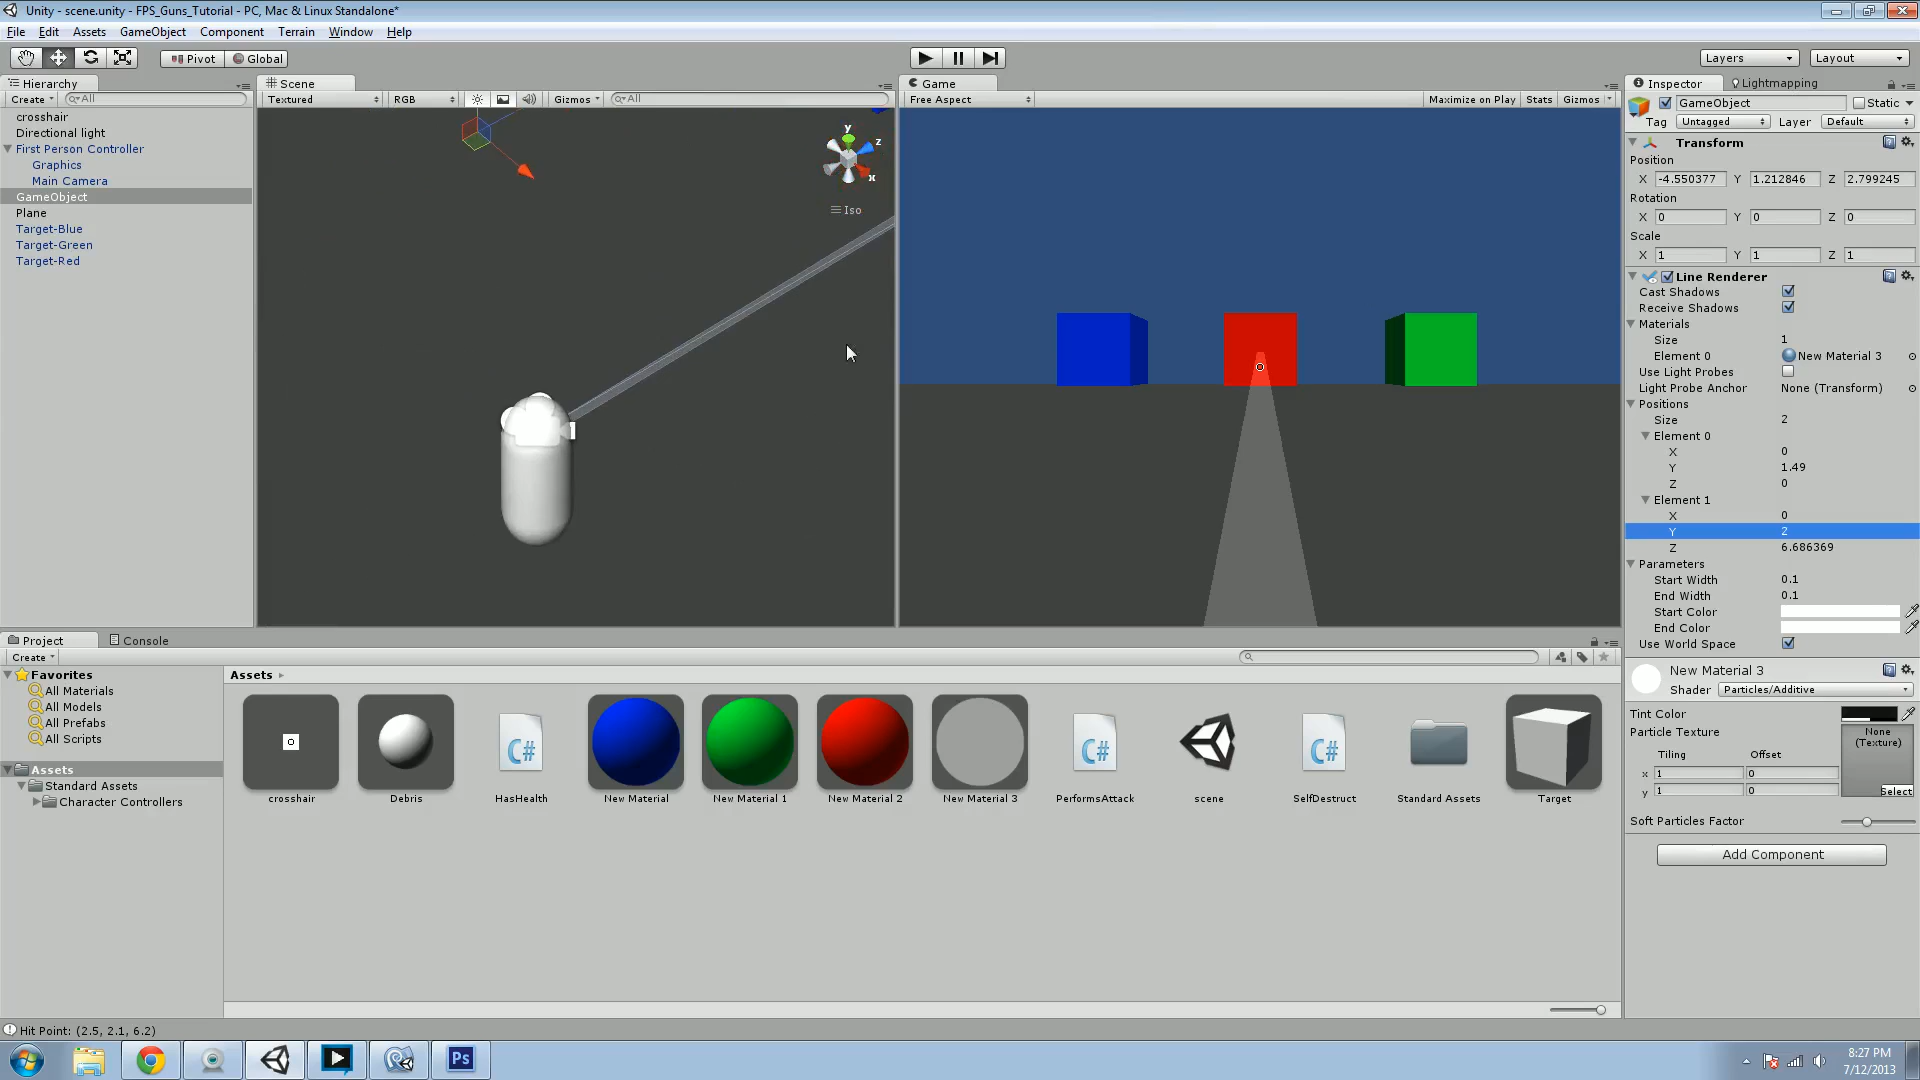 Unity - scene.unity - FPS_Guns_Tutorial - PC, Mac & Linux Standalone*
File Edit Assets GameObject Component Terrain Window Help
Pivot Global Layers Layout
Hierarchy
Create All
crosshair
Directional light
First Person Controller
Graphics
Main Camera
GameObject
Plane
Target-Blue
Target-Green
Target-Red
Scene
Textured RGB Gizmos All
y
z
x
Iso
Game
Free Aspect Maximize on Play Stats Gizmos
Inspector Lightmapping
GameObject Static
Tag Untagged Layer Default
Transform
Position
X -4.550377 Y 1.212846 Z 2.799245
Rotation
X 0 Y 0 Z 0
Scale
X 1 Y 1 Z 1
Line Renderer
Cast Shadows
Receive Shadows
Materials
Size 1
Element 0 New Material 3
Use Light Probes
Light Probe Anchor None (Transform)
Positions
Size 2
Element 0
X 0
Y 1.49
Z 0
Element 1
X 0
Y 2
Z 6.686369
Parameters
Start Width 0.1
End Width 0.1
Start Color
End Color
Use World Space
New Material 3
Shader Particles/Additive
Tint Color
Particle Texture None (Texture)
Tiling Offset
x 1 0
y 1 0
Select
Soft Particles Factor
Add Component
Project Console
Create
Favorites
All Materials
All Models
All Prefabs
All Scripts
Assets
Standard Assets
Character Controllers
Assets
C# C# C#
crosshair Debris HasHealth New Material New Material 1 New Material 2 New Material 3 PerformsAttack scene SelfDestruct Standard Assets Target
Hit Point: (2.5, 2.1, 6.2)
Ps
8:27 PM
7/12/2013